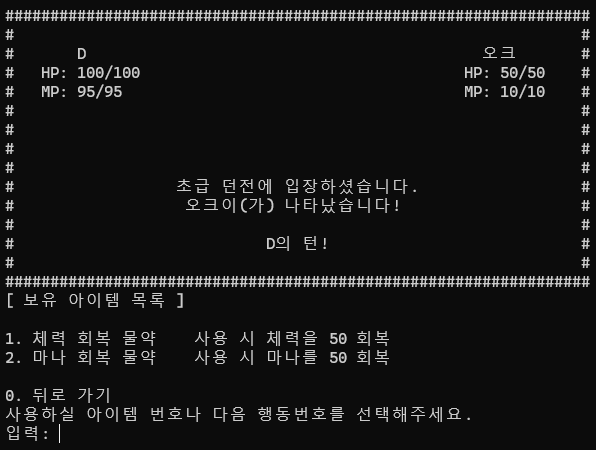 #################################################################
#                                                               #
#       D                                            오크       #
#   HP: 100/100                                    HP: 50/50    #
#   MP: 95/95                                      MP: 10/10    #
#                                                               #
#                                                               #
#                                                               #
#                                                               #
#                  초급 던전에 입장하셨습니다.                  #
#                   오크이(가) 나타났습니다!                    #
#                                                               #
#                            D의 턴!                            #
#                                                               #
#################################################################
[ 보유 아이템 목록 ]
1. 체력 회복 물약    사용 시 체력을 50 회복
2. 마나 회복 물약    사용 시 마나를 50 회복
0. 뒤로 가기
사용하실 아이템 번호나 다음 행동번호를 선택해주세요.
입력: